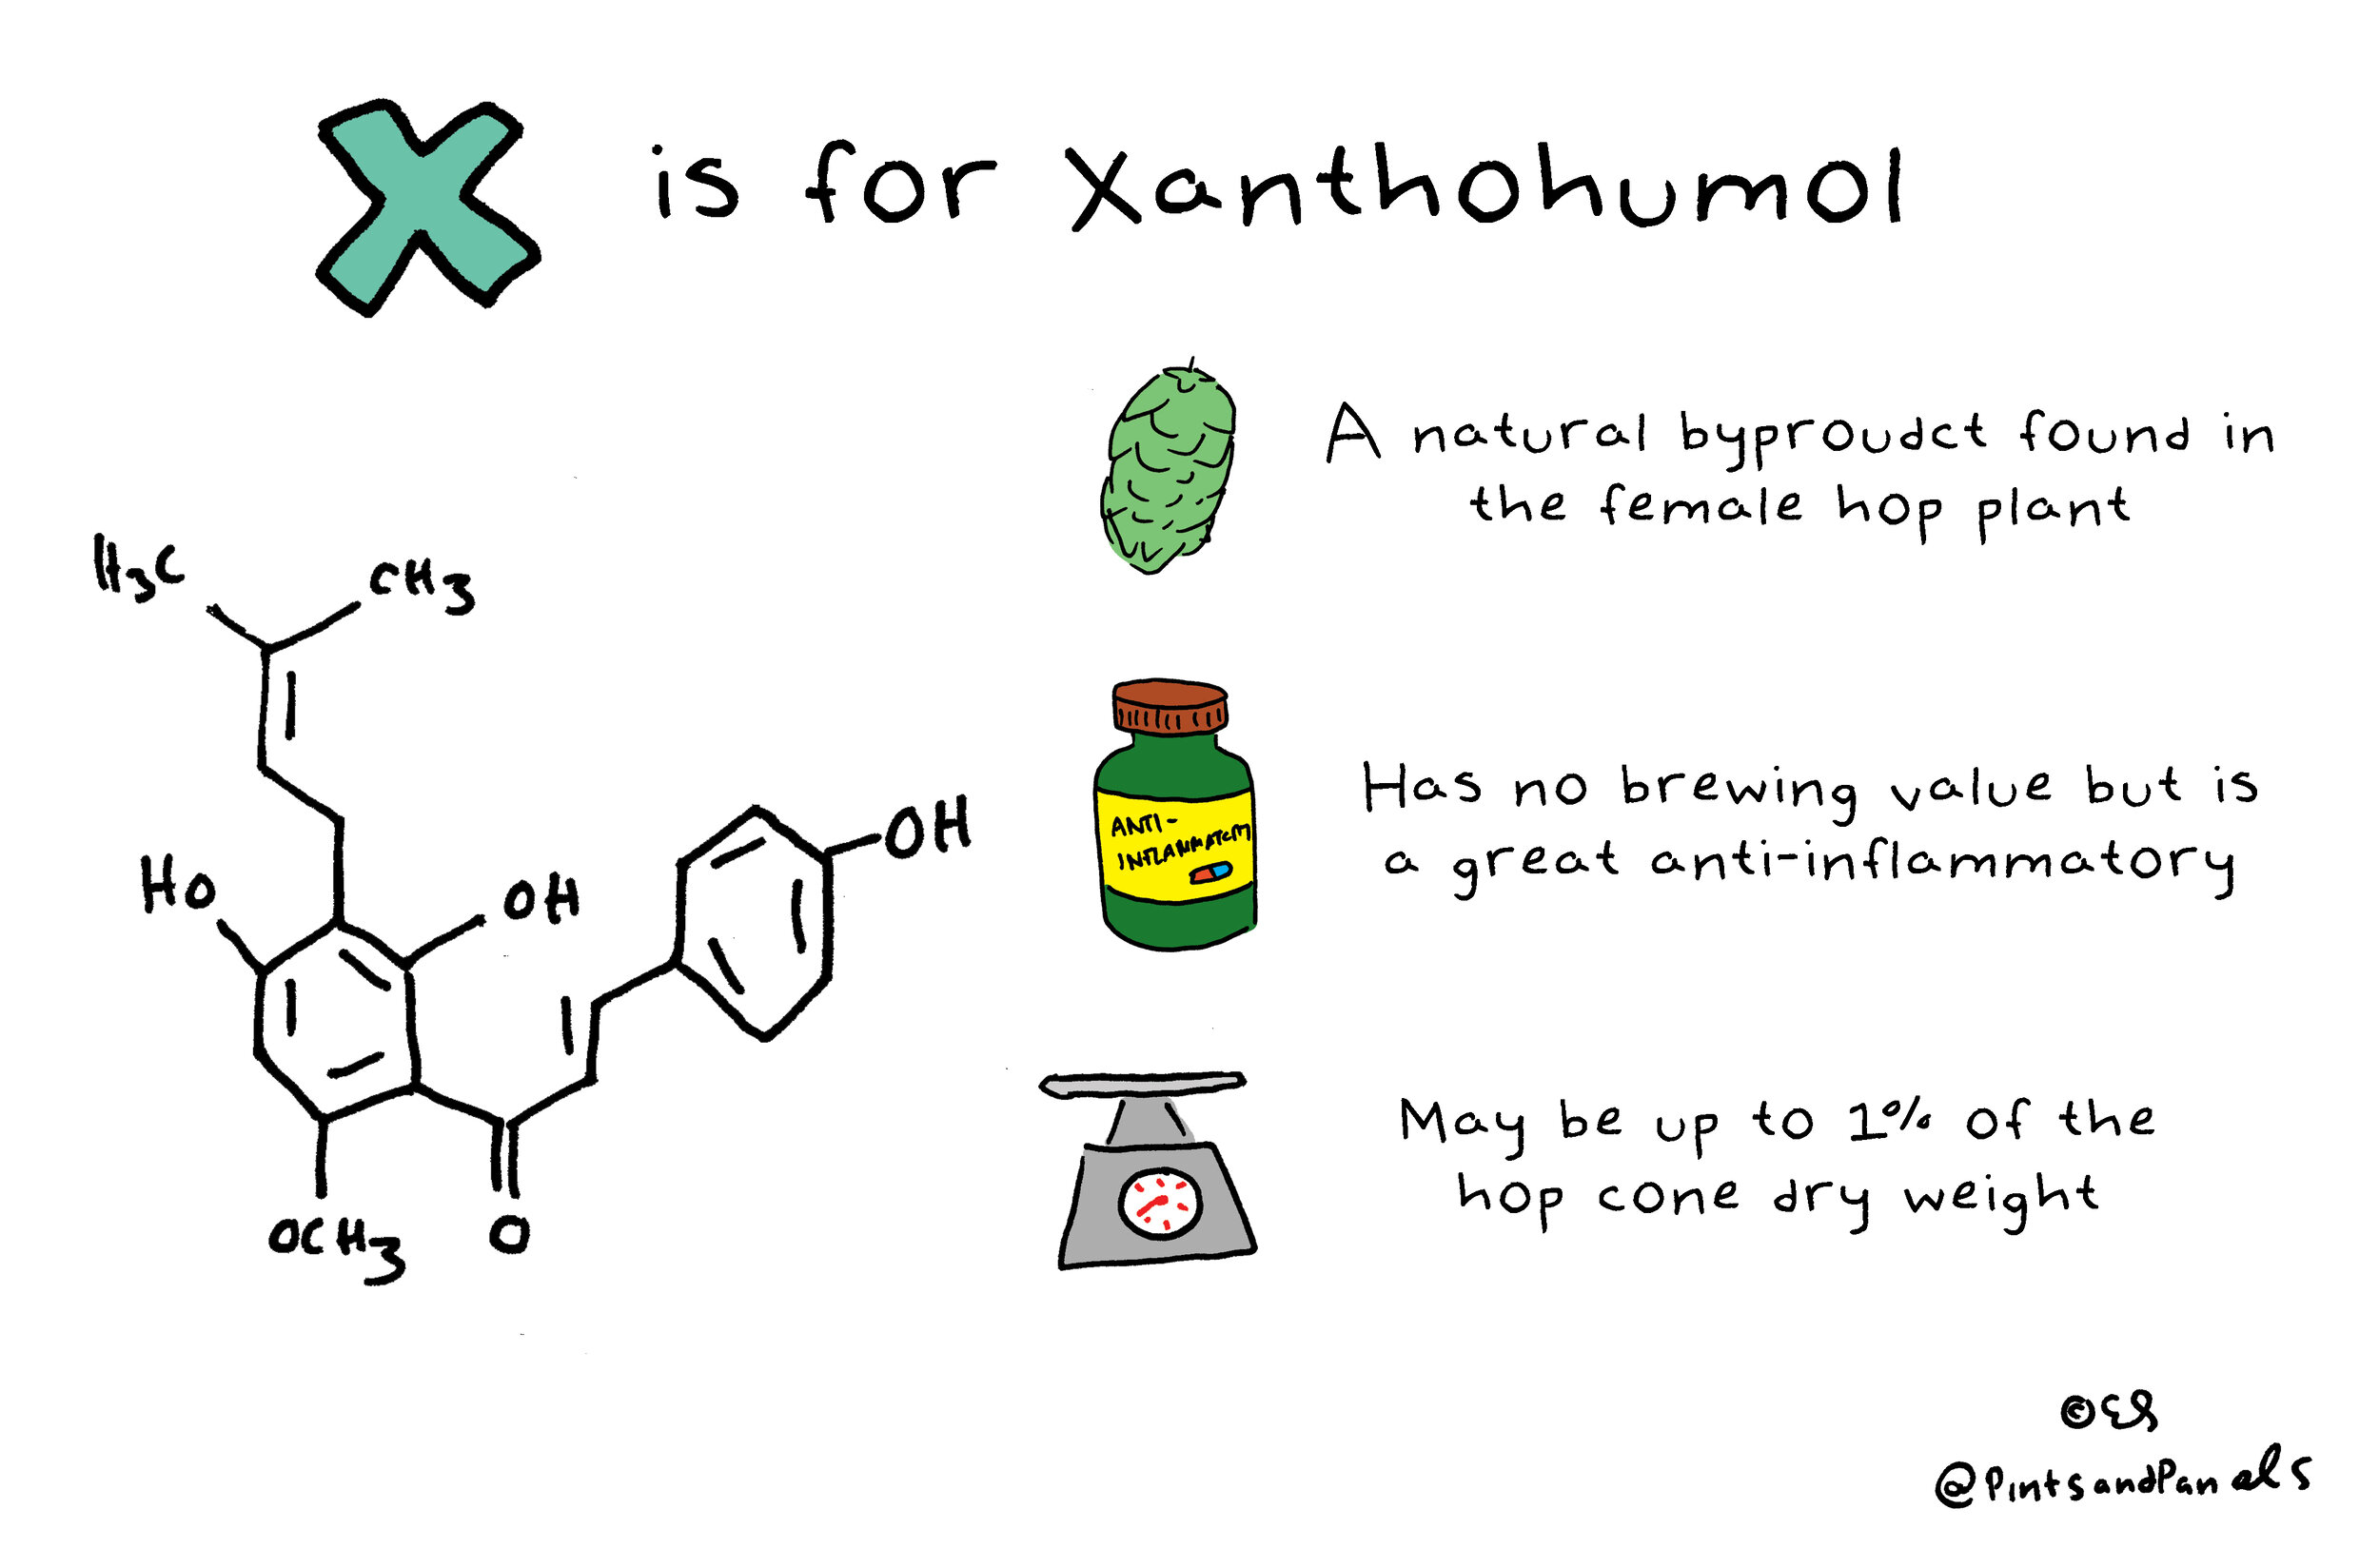 X is for Xanthohumol
A natural byproudct found in
the female hop plant
H3C
CH3
HO
OH
OH
OCH3
O
ANTI-
INFLAMMATORY
Has no brewing value but is
a great anti-inflammatory
May be up to 1% of the
hop cone dry weight
©ES
@PintsandPanels